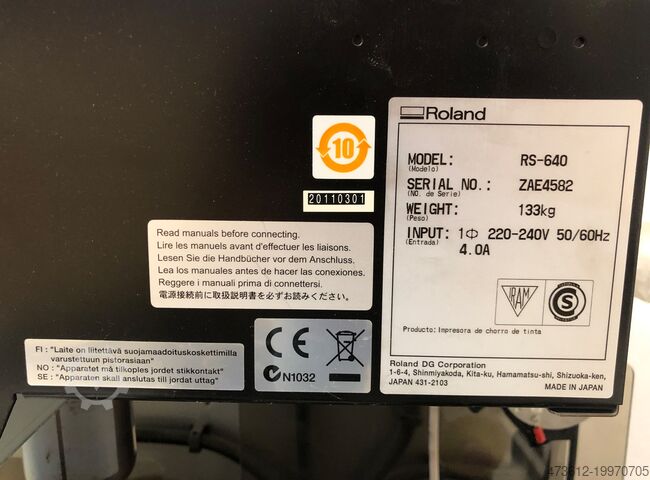 10
20110301
Read manuals before connecting.
Lire les manuels avant d'effectuer les liaisons.
Lesen Sie die Handbücher vor dem Anschluss.
Lea los manuales antes de hacer las conexiones.
Reggere i manuali prima di connettersi.
電源接続前に取扱説明書を必ずお読みください。
FI : "Laite on liitettävä suojamaadoituskoskettimilla
varustettuun pistorasiaan"
NO : "Apparatet må tilkoples jordet stikkontakt"
SE : "Apparaten skall anslutas till jordat uttag"
CE
N1032
Roland
MODEL: RS-640
(Modelo)
SERIAL NO.: ZAE4582
(NO. de Serie)
WEIGHT: 133kg
(Peso)
INPUT: 1Φ 220-240V 50/60Hz
(Entrada) 4.0A
IRAM
S
Producto: Impresora de chorro de tinta
Roland DG Corporation
1-6-4, Shinmiyakoda, Kita-ku, Hamamatsu-shi, Shizuoka-ken,
JAPAN 431-2103
MADE IN JAPAN
473612-19970705